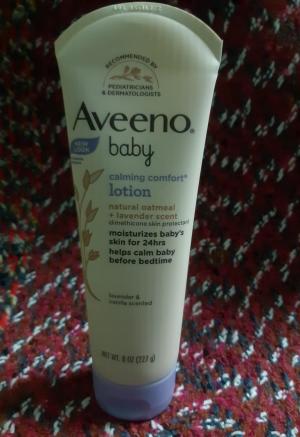 RECOMMENDED BY
PEDIATRICIANS
& DERMATOLOGISTS
Aveeno®
NEW
LOOK
baby
calming comfort®
lotion
natural oatmeal
+ lavender scent
dimethicone skin protectant
moisturizes baby's
skin for 24hrs
helps calm baby
before bedtime
lavender &
vanilla scented
NET WT. 8 OZ (227g)